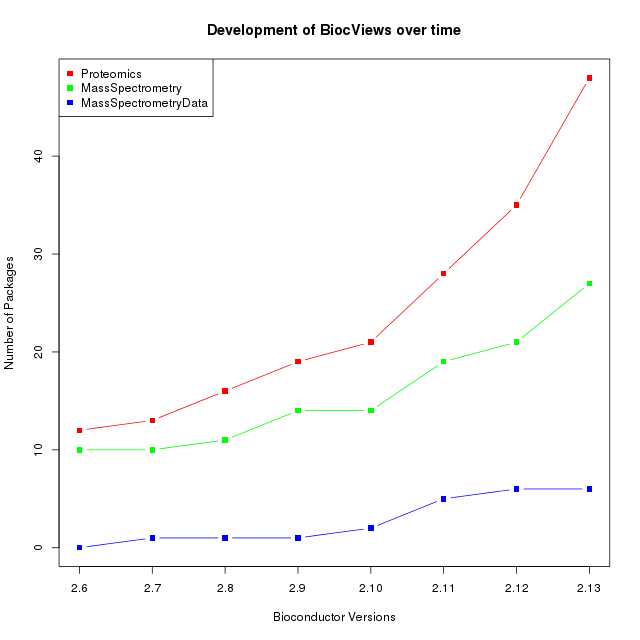 Development of BiocViews over time
Proteomics
MassSpectrometry
MassSpectrometryData
Number of Packages
40
30
20
10
0
2.6 2.7 2.8 2.9 2.10 2.11 2.12 2.13
Bioconductor Versions